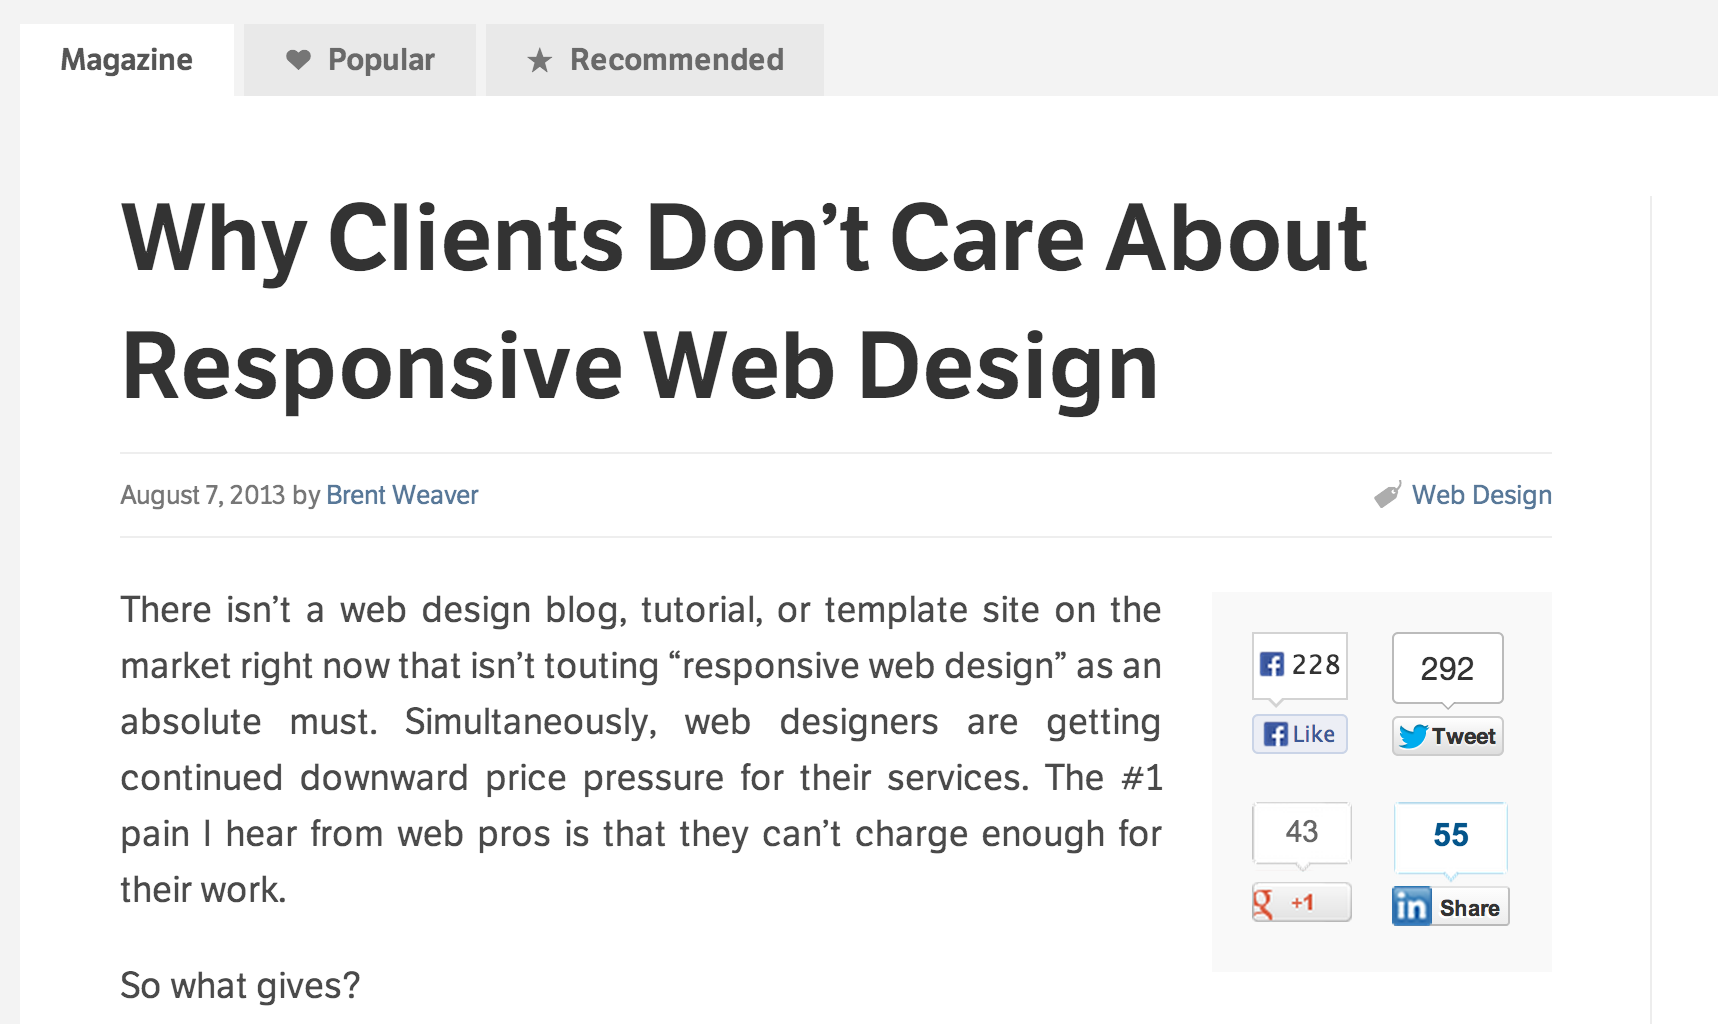 Magazine
Popular
Recommended
Why Clients Don’t Care About
Responsive Web Design
August 7, 2013 by Brent Weaver
Web Design
There isn’t a web design blog, tutorial, or template site on the
market right now that isn’t touting “responsive web design” as an
absolute must. Simultaneously, web designers are getting
continued downward price pressure for their services. The #1
pain I hear from web pros is that they can’t charge enough for
their work.
So what gives?
228
292
Like
Tweet
43
55
+1
Share